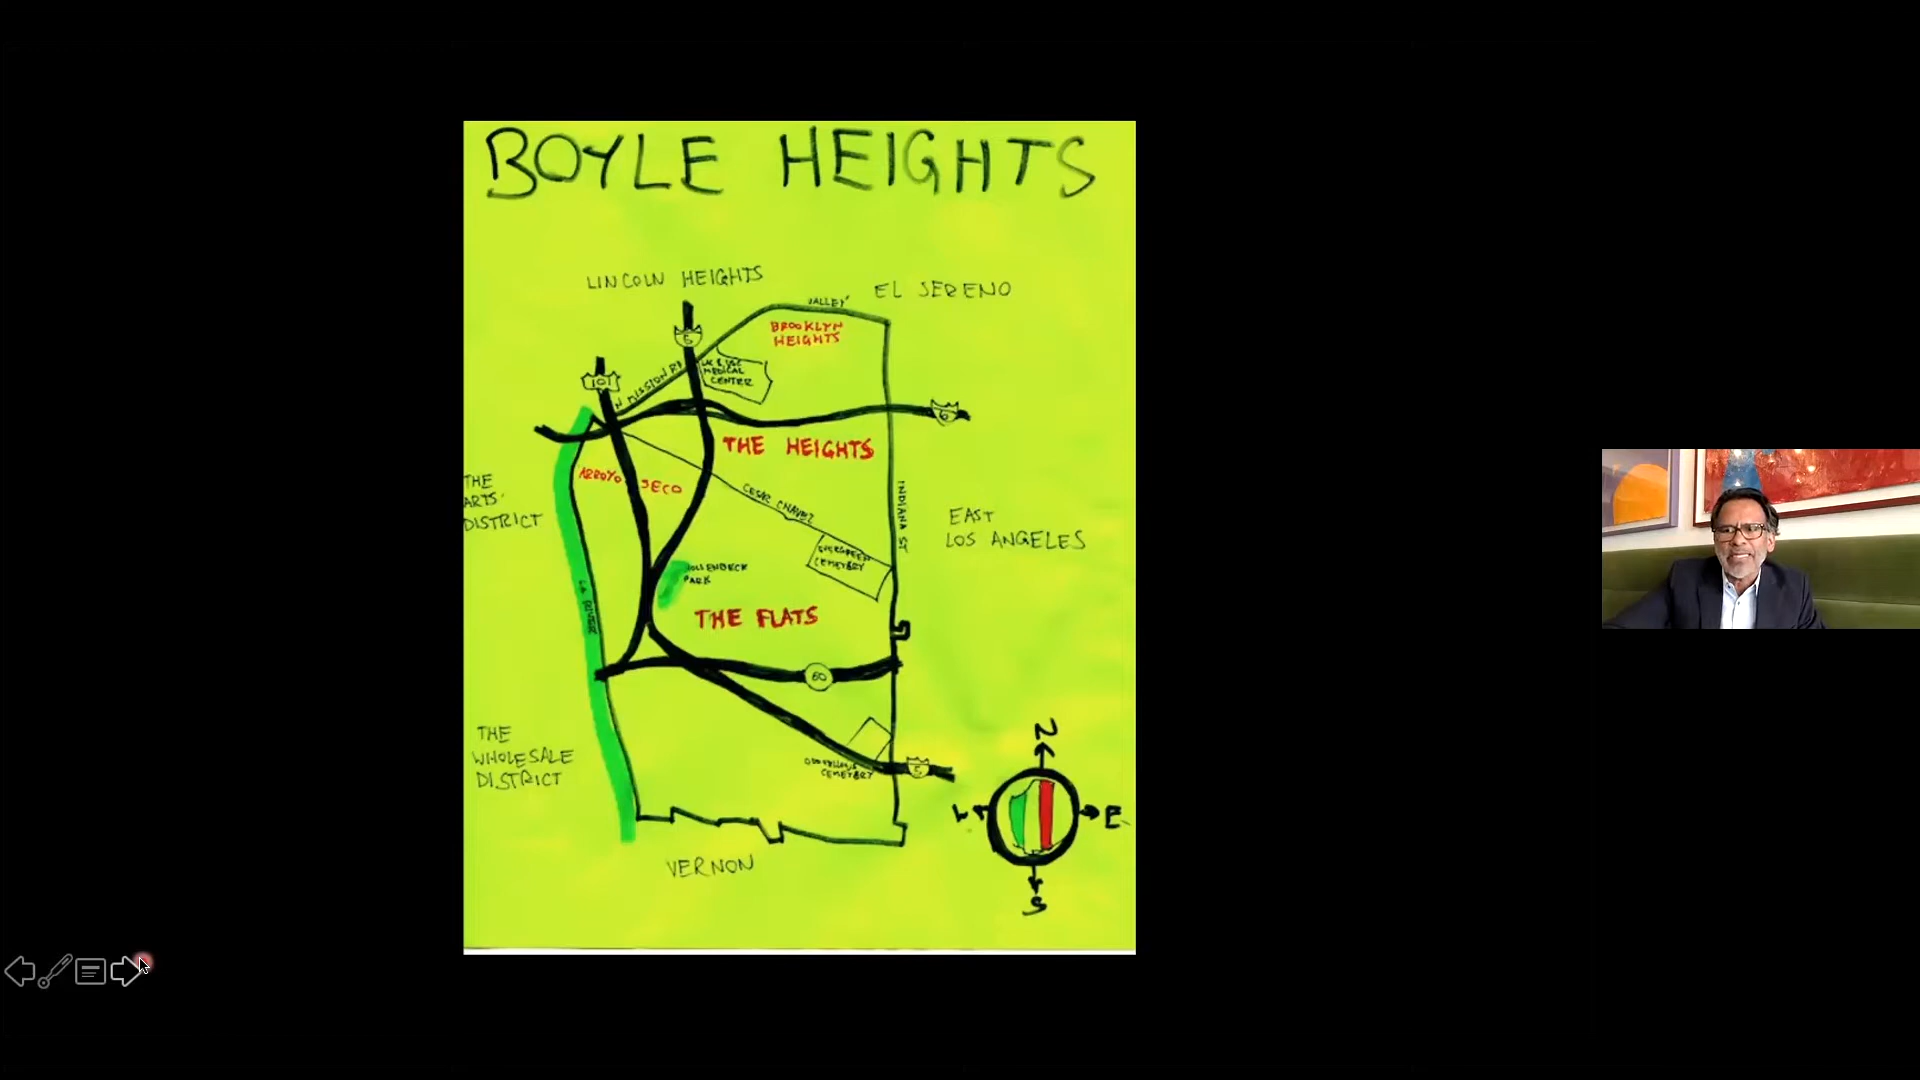 BOYLE HEIGHTS
LINCOLN HEIGHTS
EL SERENO
VALLEY
BROOKLYN
HEIGHTS
5
MEDICAL
CENTER
101
N MISSION RD
THE HEIGHTS
ARROYO SECO
THE
ARTS
DISTRICT
CESAR CHAVEZ
INDIANA ST
EAST
LOS ANGELES
EVERGREEN
CEMETERY
HOLLENBECK
PARK
LA RIVER
THE FLATS
60
THE
WHOLESALE
DISTRICT
CEMETERY
5
N
E
S
VERNON